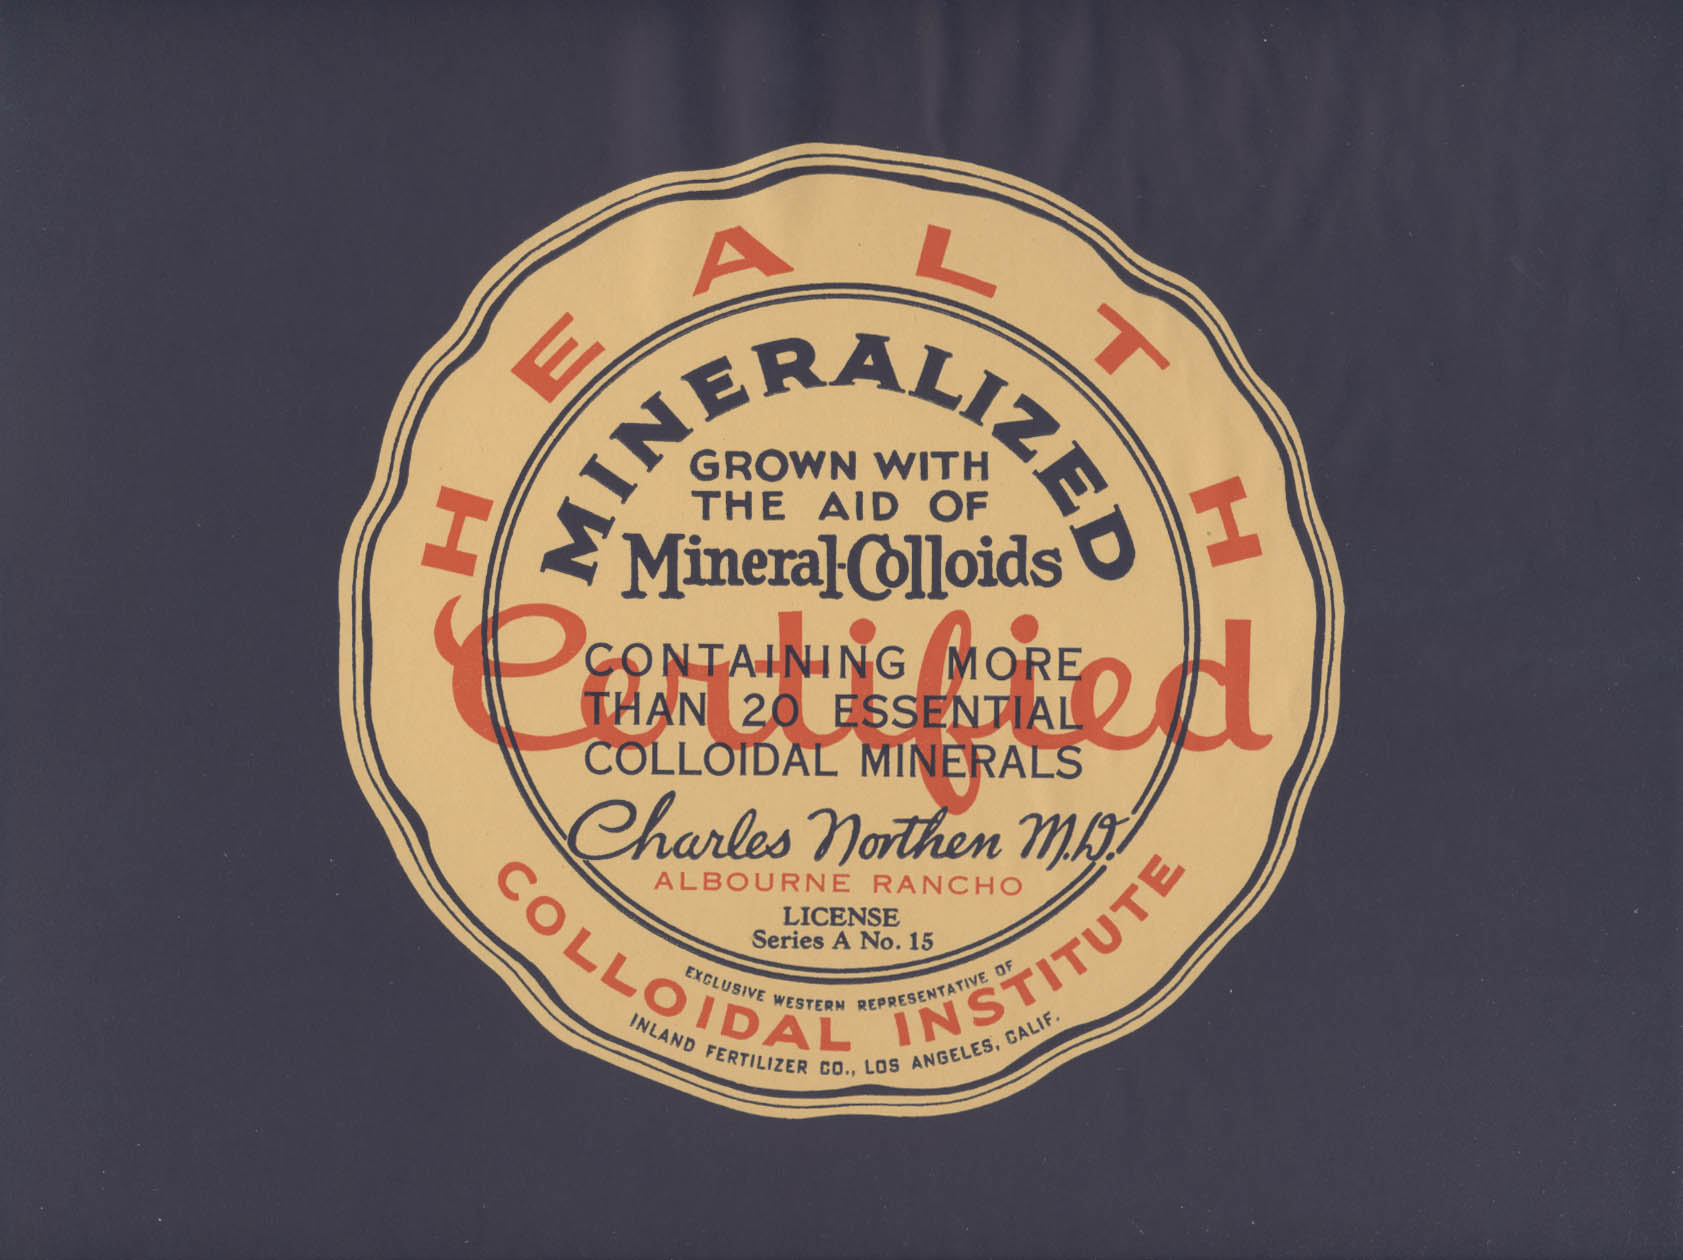 HEALTH
MINERALIZED
GROWN WITH
THE AID OF
Mineral-Colloids
Certified
CONTAINING MORE
THAN 20 ESSENTIAL
COLLOIDAL MINERALS
Charles Northen M.D.
ALBOURNE RANCHO
LICENSE
Series A No. 15
EXCLUSIVE WESTERN REPRESENTATIVE OF
COLLOIDAL INSTITUTE
INLAND FERTILIZER CO., LOS ANGELES, CALIF.